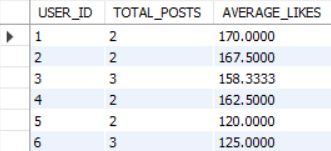 USER_ID TOTAL_POSTS AVERAGE_LIKES
1 2 170.0000
2 2 167.5000
3 3 158.3333
4 2 162.5000
5 2 120.0000
6 3 125.0000